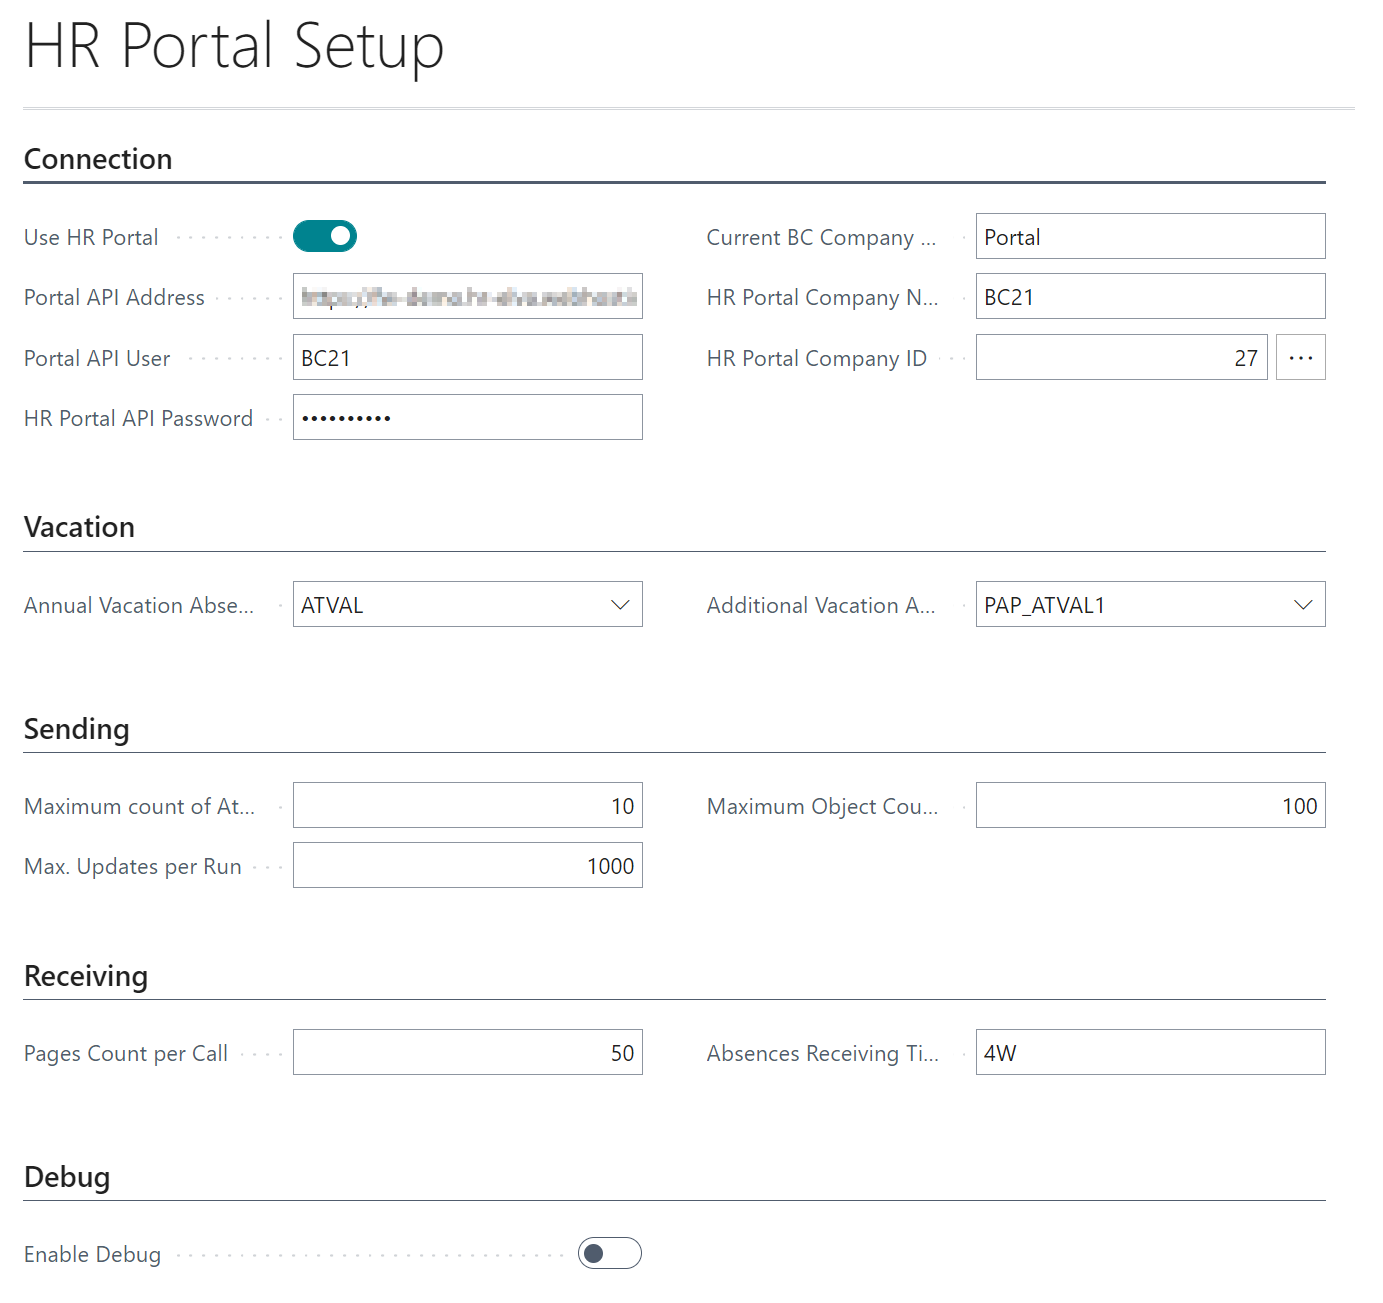 HR Portal Setup
Connection
Use HR Portal
Current BC Company ...
Portal
Portal API Address
HR Portal Company N...
BC21
Portal API User
BC21
HR Portal Company ID
27
HR Portal API Password
••••••••••
Vacation
Annual Vacation Abse...
ATVAL
Additional Vacation A...
PAP_ATVAL1
Sending
Maximum count of At...
10
Maximum Object Cou...
100
Max. Updates per Run
1000
Receiving
Pages Count per Call
50
Absences Receiving Ti...
4W
Debug
Enable Debug